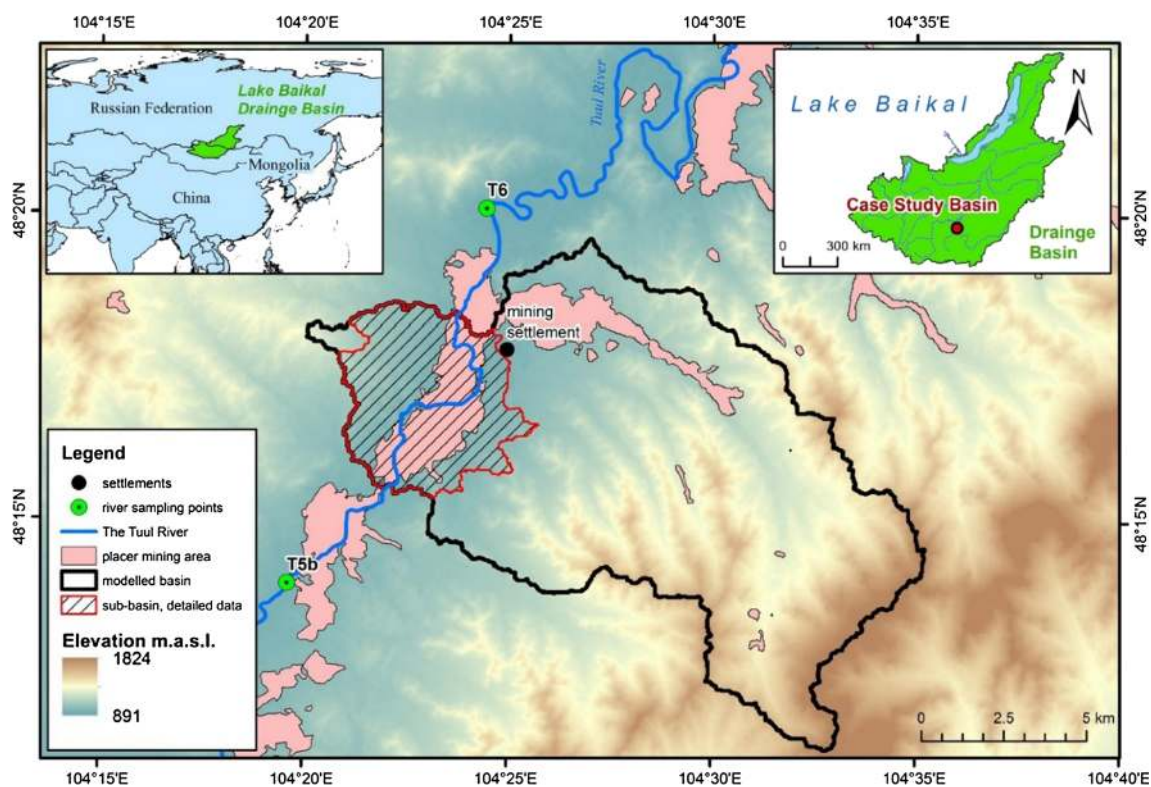 104°15'E 104°20'E 104°25'E 104°30'E 104°35'E 104°40'E
Russian Federation
Lake Baikal
Drainge Basin
Mongolia
China
Tuul River
Lake Baikal
N
Case Study Basin
0 300 km
Drainge
Basin
48°20'N
T6
48°20'N
mining
settlement
48°15'N
T5b
48°15'N
Legend
settlements
river sampling points
The Tuul River
placer mining area
modelled basin
sub-basin, detailed data
Elevation m.a.s.l.
1824
891
0 2.5 5 km
104°15'E 104°20'E 104°25'E 104°30'E 104°35'E 104°40'E